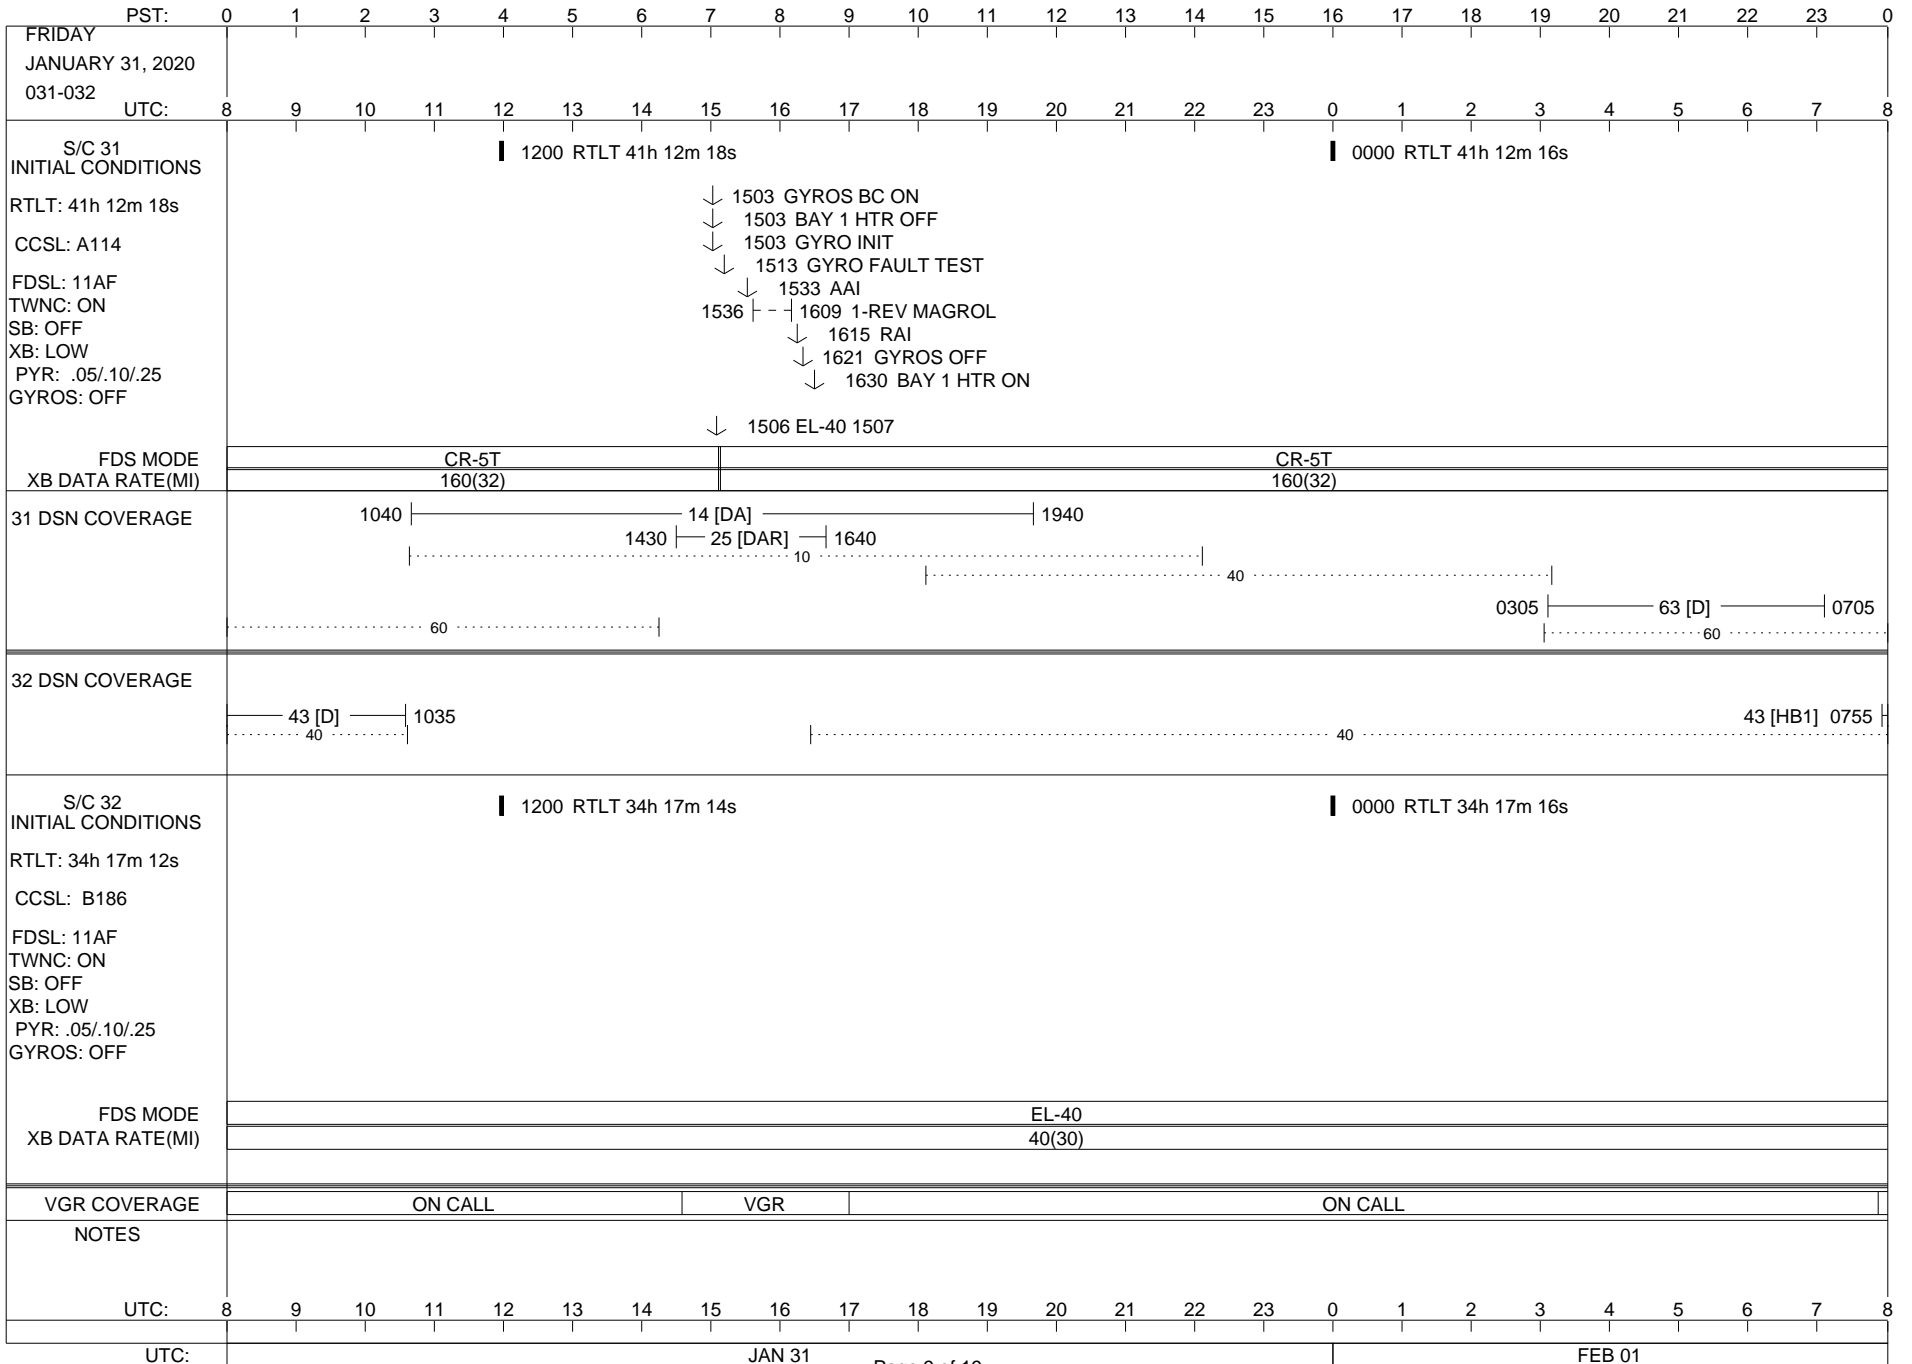 PST: 0 1 2 3 4 5 6 7 8 9 10 11 12 13 14 15 16 17 18 19 20 21 22 23 0
FRIDAY
JANUARY 31, 2020
031-032
UTC: 8 9 10 11 12 13 14 15 16 17 18 19 20 21 22 23 0 1 2 3 4 5 6 7 8
S/C 31
INITIAL CONDITIONS
1200 RTLT 41h 12m 18s
0000 RTLT 41h 12m 16s
RTLT: 41h 12m 18s
CCSL: A114
FDSL: 11AF
TWNC: ON
SB: OFF
XB: LOW
PYR: .05/.10/.25
GYROS: OFF
1503 GYROS BC ON
1503 BAY 1 HTR OFF
1503 GYRO INIT
1513 GYRO FAULT TEST
1533 AAI
1536 1609 1-REV MAGROL
1615 RAI
1621 GYROS OFF
1630 BAY 1 HTR ON
1506 EL-40 1507
FDS MODE CR-5T CR-5T
XB DATA RATE(MI) 160(32) 160(32)
31 DSN COVERAGE
1040 14 [DA] 1940
1430 25 [DAR] 1640
10
40
0305 63 [D] 0705
60 60
32 DSN COVERAGE
43 [D] 1035 43 [HB1] 0755
40 40
S/C 32
INITIAL CONDITIONS
1200 RTLT 34h 17m 14s
0000 RTLT 34h 17m 16s
RTLT: 34h 17m 12s
CCSL: B186
FDSL: 11AF
TWNC: ON
SB: OFF
XB: LOW
PYR: .05/.10/.25
GYROS: OFF
FDS MODE EL-40
XB DATA RATE(MI) 40(30)
VGR COVERAGE ON CALL VGR ON CALL
NOTES
UTC: 8 9 10 11 12 13 14 15 16 17 18 19 20 21 22 23 0 1 2 3 4 5 6 7 8
UTC: JAN 31 FEB 01